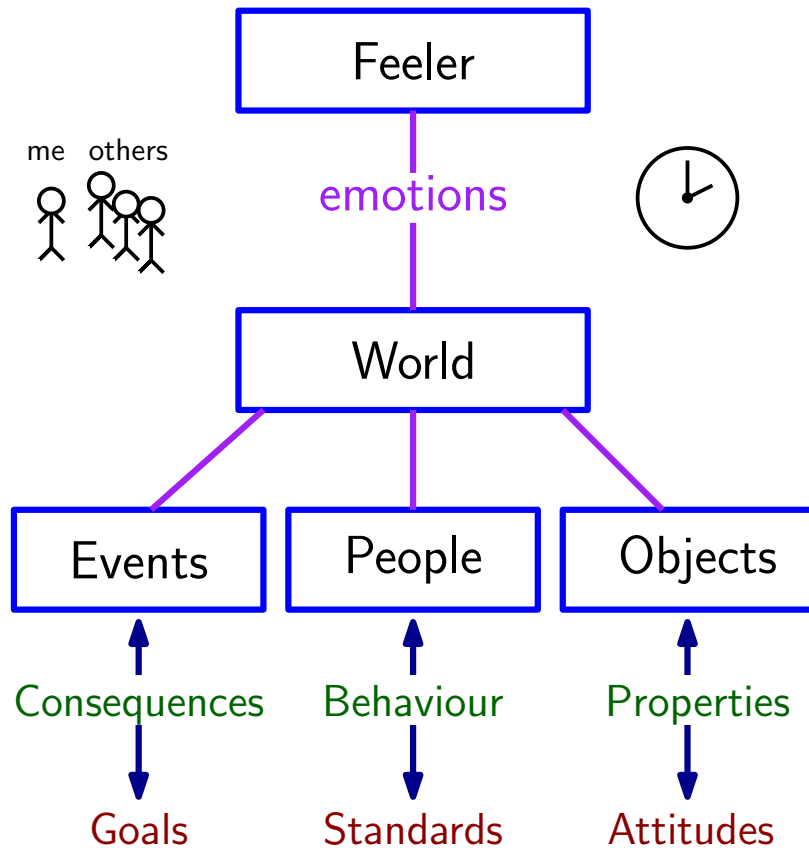 Feeler
me others
emotions
World
Events People Objects
Consequences Behaviour Properties
Goals Standards Attitudes